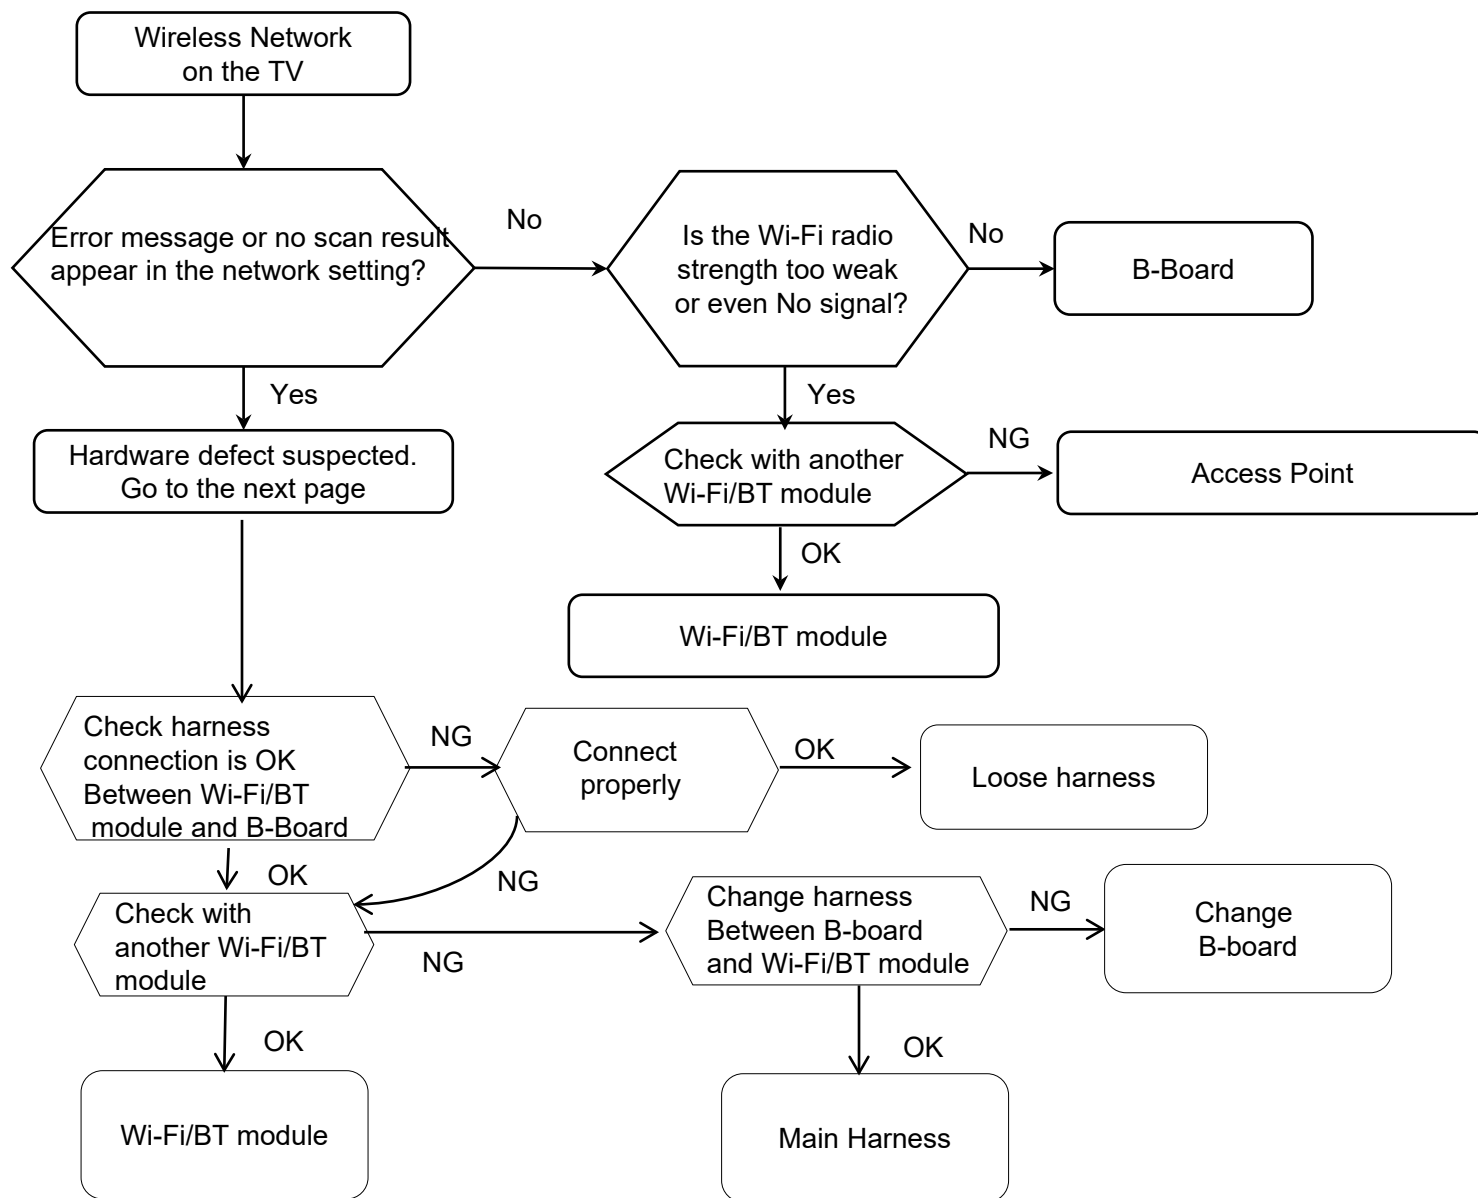 Wireless Network
on the TV
Error message or no scan result
appear in the network setting?
No
Is the Wi-Fi radio
strength too weak
or even No signal?
No
B-Board
Yes
Yes
Hardware defect suspected.
Go to the next page
Check with another
Wi-Fi/BT module
NG
Access Point
OK
Wi-Fi/BT module
Check harness
connection is OK
Between Wi-Fi/BT
module and B-Board
NG
Connect
properly
OK
Loose harness
OK
NG
Check with
another Wi-Fi/BT
module
NG
Change harness
Between B-board
and Wi-Fi/BT module
NG
Change
B-board
OK
OK
Wi-Fi/BT module
Main Harness